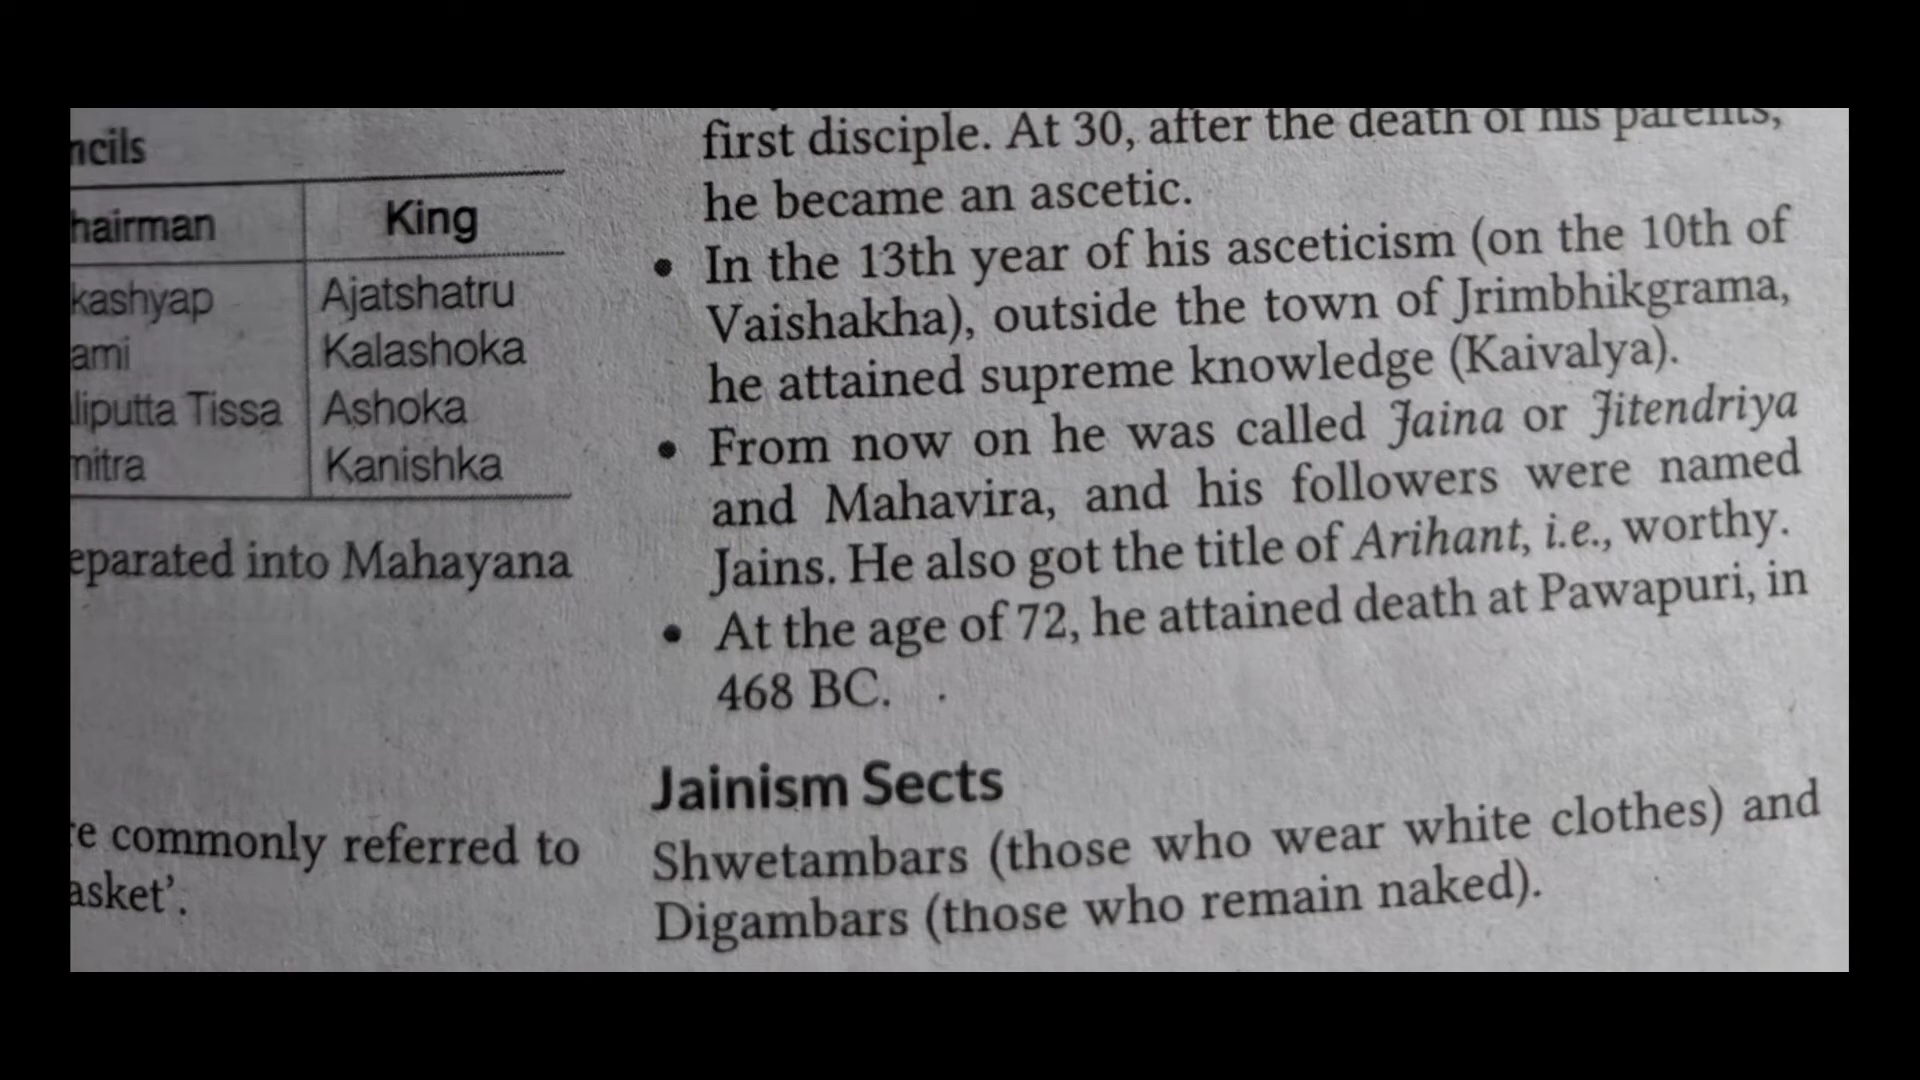 ncils
hairman King
kashyap Ajatshatru
ami Kalashoka
liputta Tissa Ashoka
mitra Kanishka
eparated into Mahayana
e commonly referred to
asket’.
first disciple. At 30, after the death of his parents,
he became an ascetic.
• In the 13th year of his asceticism (on the 10th of
Vaishakha), outside the town of Jrimbhikgrama,
he attained supreme knowledge (Kaivalya).
• From now on he was called Jaina or Jitendriya
and Mahavira, and his followers were named
Jains. He also got the title of Arihant, i.e., worthy.
• At the age of 72, he attained death at Pawapuri, in
468 BC.
Jainism Sects
Shwetambars (those who wear white clothes) and
Digambars (those who remain naked).